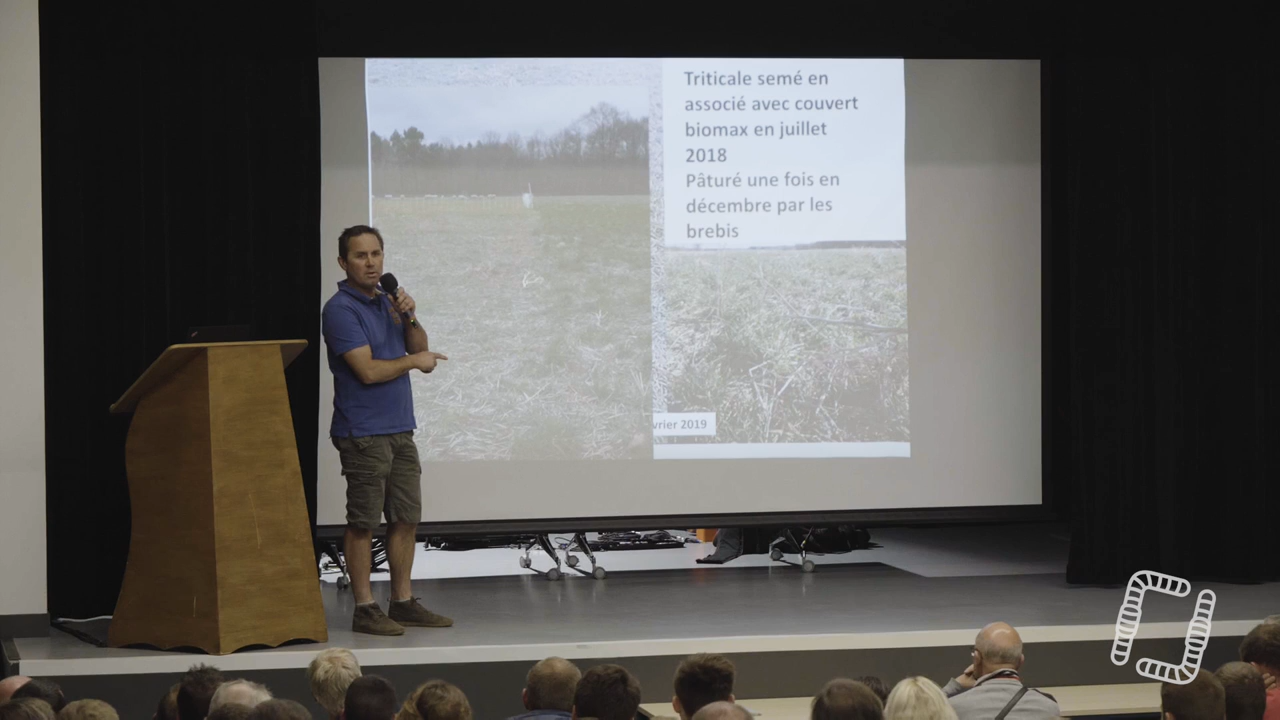 Triticale semé en
associé avec couvert
biomax en juillet
2018
Pâturé une fois en
décembre par les
brebis
vrier 2019